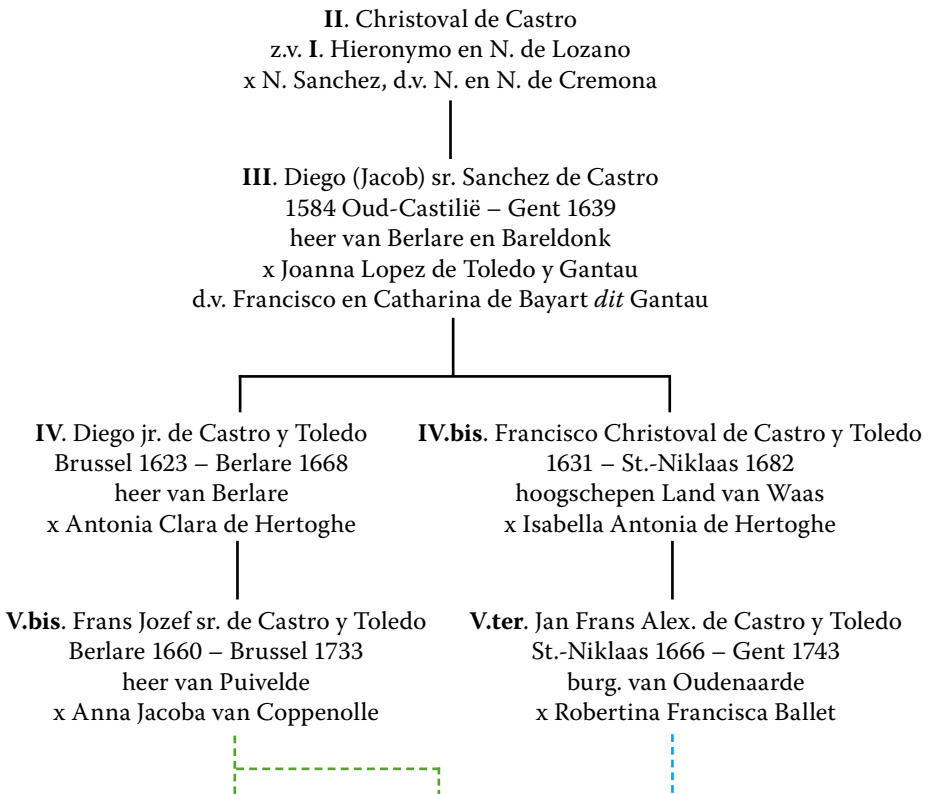 II. Christoval de Castro
z.v. I. Hieronymo en N. de Lozano
x N. Sanchez, d.v. N. en N. de Cremona
III. Diego (Jacob) sr. Sanchez de Castro
1584 Oud-Castilië – Gent 1639
heer van Berlare en Bareldonk
x Joanna Lopez de Toledo y Gantau
d.v. Francisco en Catharina de Bayart dit Gantau
IV. Diego jr. de Castro y Toledo
Brussel 1623 – Berlare 1668
heer van Berlare
x Antonia Clara de Hertoghe
IV.bis. Francisco Christoval de Castro y Toledo
1631 – St.-Niklaas 1682
hoogschepen Land van Waas
x Isabella Antonia de Hertoghe
V.bis. Frans Jozef sr. de Castro y Toledo
Berlare 1660 – Brussel 1733
heer van Puivelde
x Anna Jacoba van Coppenolle
V.ter. Jan Frans Alex. de Castro y Toledo
St.-Niklaas 1666 – Gent 1743
burg. van Oudenaarde
x Robertina Francisca Ballet